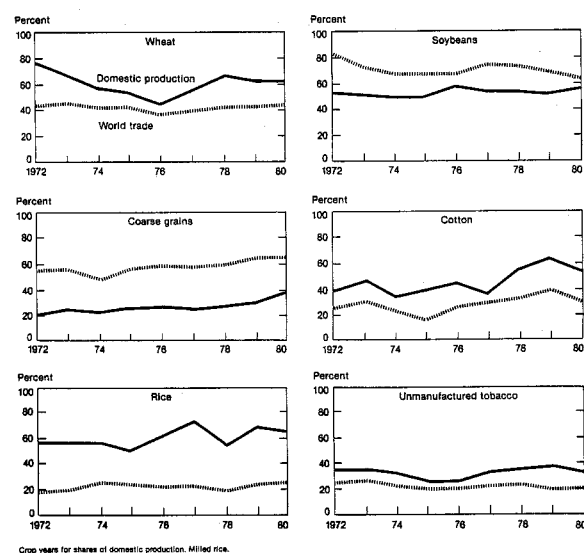 Percent
100
Wheat
80
Domestic production
60
40
World trade
20
0
1972 74 76 78 80
Percent
100
Soybeans
80
60
40
20
0
1972 74 76 78 80
Percent
100
Coarse grains
80
60
40
20
0
1972 74 76 78 80
Percent
100
Cotton
80
60
40
20
0
1972 74 76 78 80
Percent
100
Rice
80
60
40
20
0
1972 74 76 78 80
Percent
100
Unmanufactured tobacco
80
60
40
20
0
1972 74 76 78 80
Crop years for shares of domestic production. Milled rice.